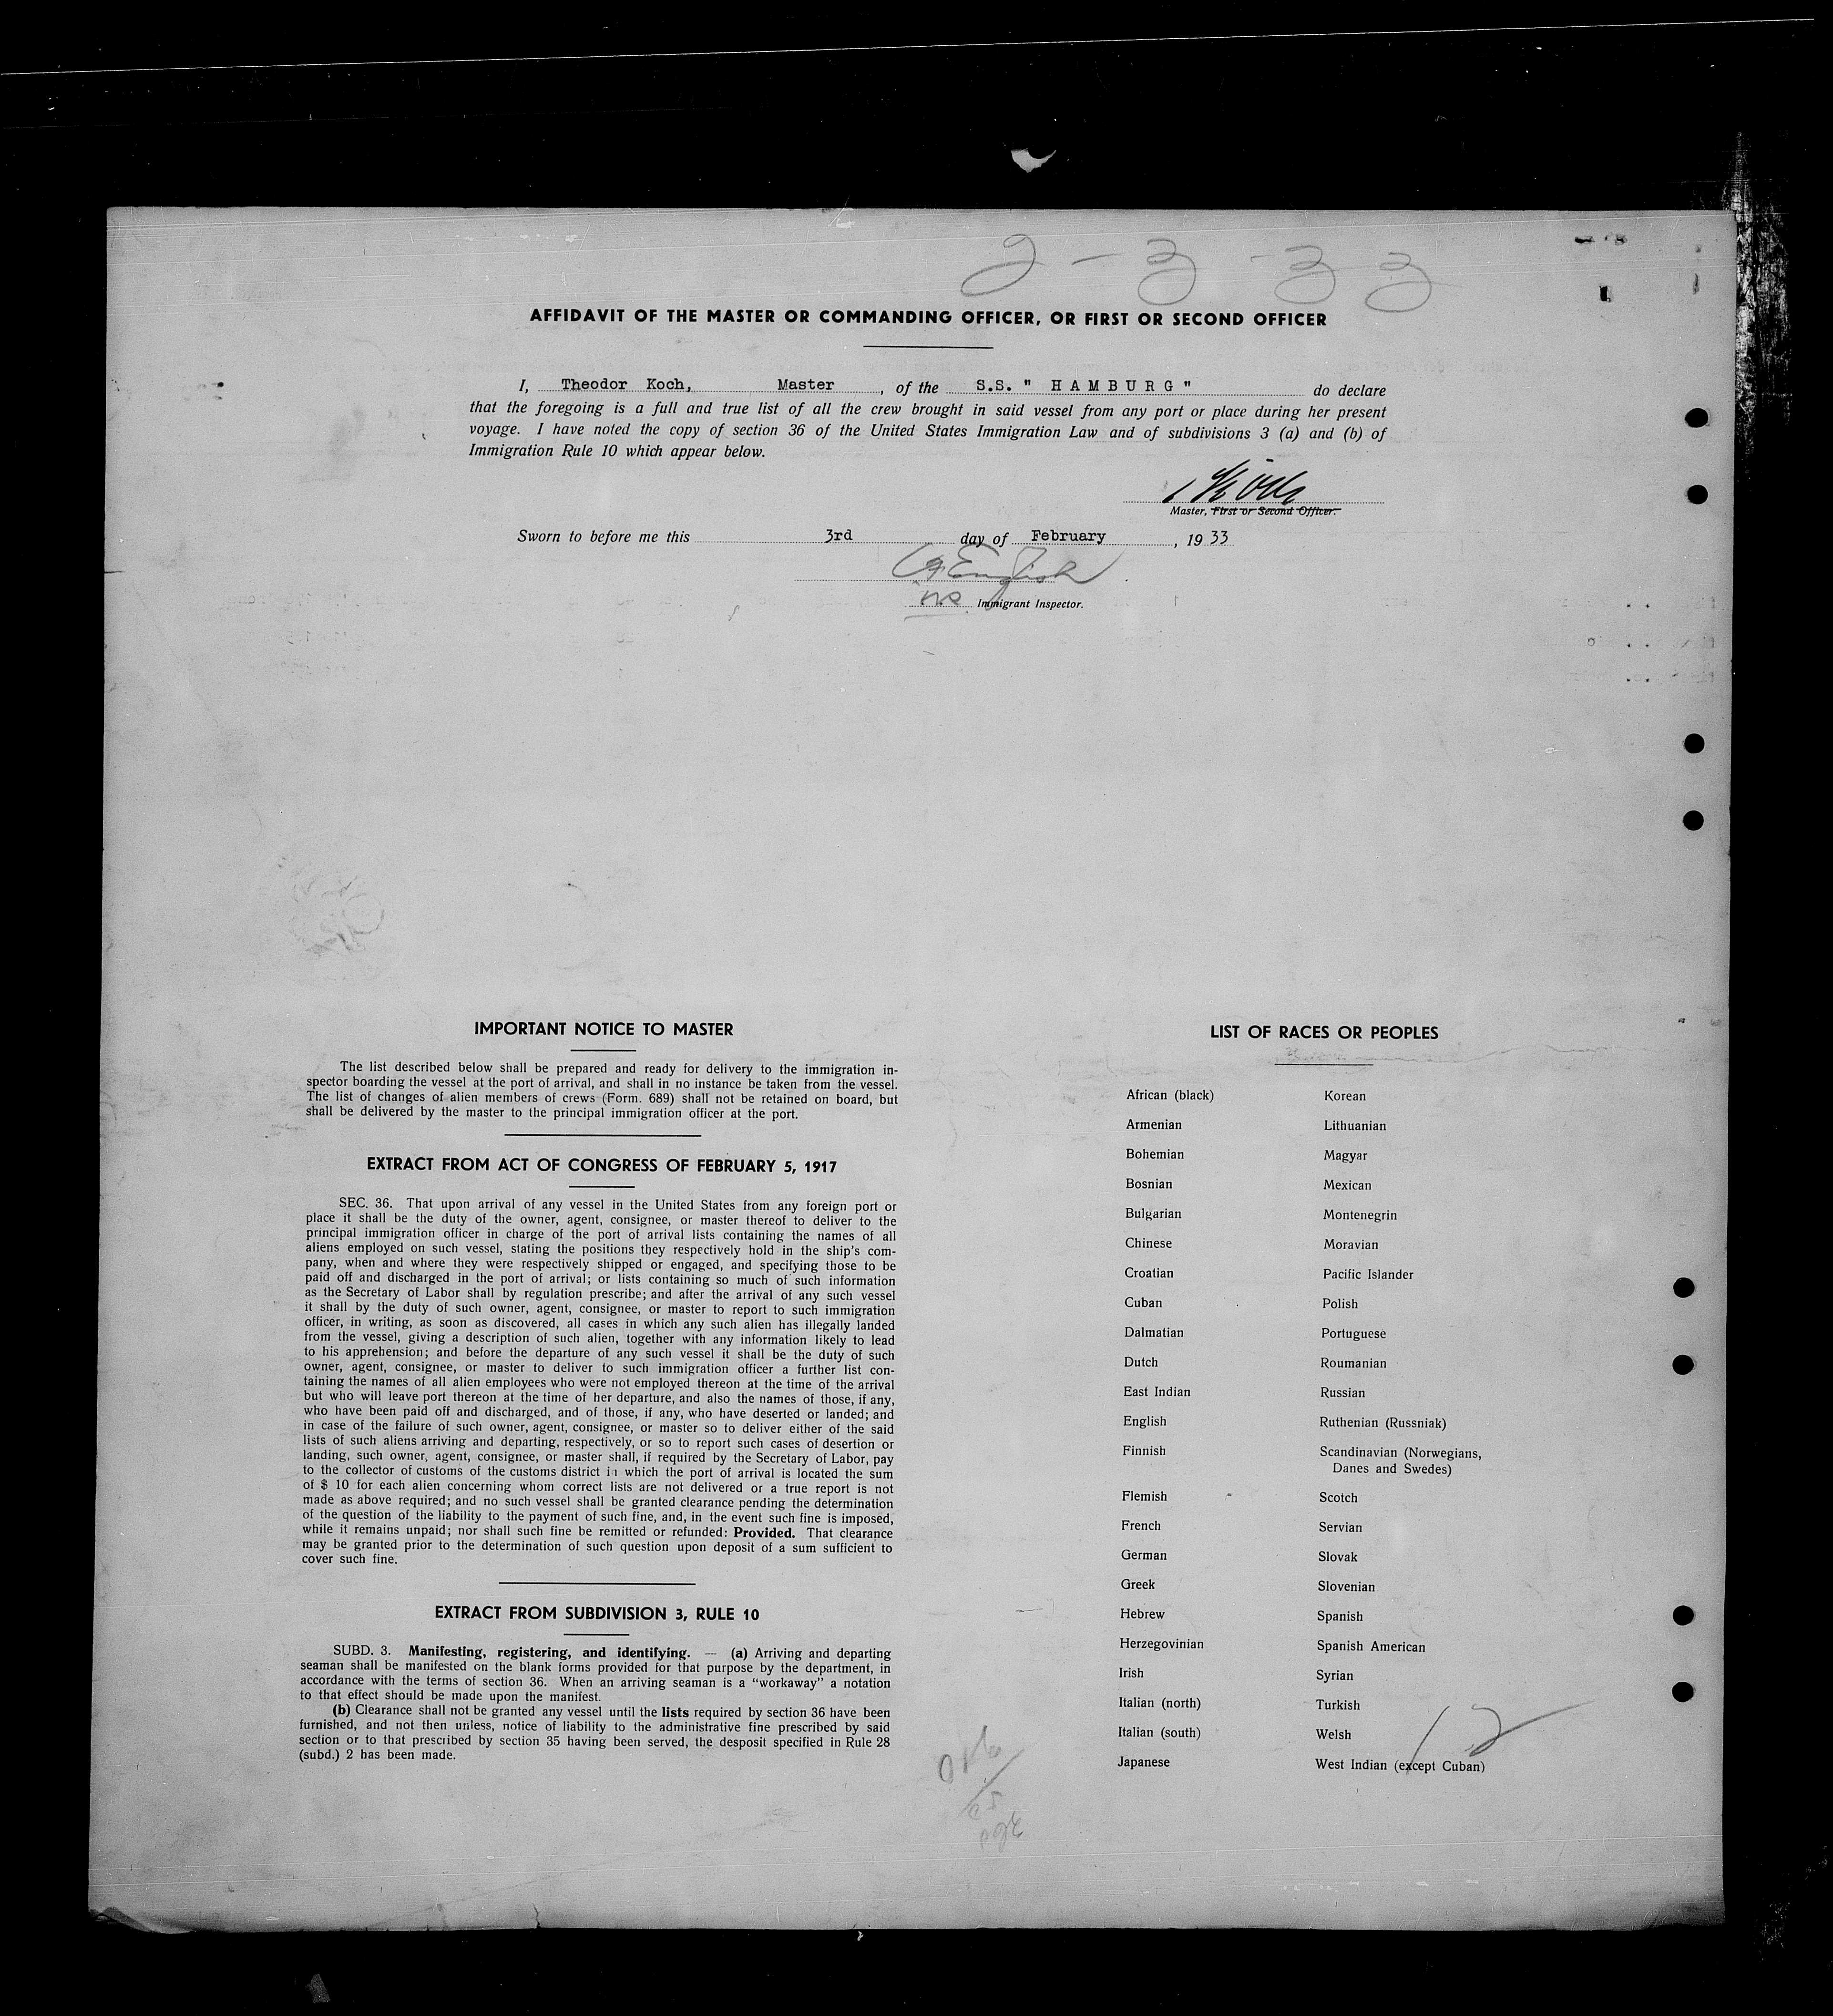 2-3-33
AFFIDAVIT OF THE MASTER OR COMMANDING OFFICER, OR FIRST OR SECOND OFFICER
I, Theodor Koch, Master, of the S.S. " H A M B U R G " do declare
that the foregoing is a full and true list of all the crew brought in said vessel from any port or place during her present
voyage. I have noted the copy of section 36 of the United States Immigration Law and of subdivisions 3 (a) and (b) of
Immigration Rule 10 which appear below.
Koch
Master, First or Second Officer.
Sworn to before me this 3rd day of February, 1933
English
Immigrant Inspector.
IMPORTANT NOTICE TO MASTER
The list described below shall be prepared and ready for delivery to the immigration in-
spector boarding the vessel at the port of arrival, and shall in no instance be taken from the vessel.
The list of changes of alien members of crews (Form. 689) shall not be retained on board, but
shall be delivered by the master to the principal immigration officer at the port.
EXTRACT FROM ACT OF CONGRESS OF FEBRUARY 5, 1917
SEC. 36. That upon arrival of any vessel in the United States from any foreign port or
place it shall be the duty of the owner, agent, consignee, or master thereof to deliver to the
principal immigration officer in charge of the port of arrival lists containing the names of all
aliens employed on such vessel, stating the positions they respectively hold in the ship's com-
pany, when and where they were respectively shipped or engaged, and specifying those to be
paid off and discharged in the port of arrival; or lists containing so much of such information
as the Secretary of Labor shall by regulation prescribe; and after the arrival of any such vessel
it shall by the duty of such owner, agent, consignee, or master to report to such immigration
officer, in writing, as soon as discovered, all cases in which any such alien has illegally landed
from the vessel, giving a description of such alien, together with any information likely to lead
to his apprehension; and before the departure of any such vessel it shall be the duty of such
owner, agent, consignee, or master to deliver to such immigration officer a further list con-
taining the names of all alien employees who were not employed thereon at the time of the arrival
but who will leave port thereon at the time of her departure, and also the names of those, if any,
who have been paid off and discharged, and of those, if any, who have deserted or landed; and
in case of the failure of such owner, agent, consignee, or master so to deliver either of the said
lists of such aliens arriving and departing, respectively, or so to report such cases of desertion or
landing, such owner, agent, consignee, or master shall, if required by the Secretary of Labor, pay
to the collector of customs of the customs district in which the port of arrival is located the sum
of $ 10 for each alien concerning whom correct lists are not delivered or a true report is not
made as above required; and no such vessel shall be granted clearance pending the determination
of the question of the liability to the payment of such fine, and, in the event such fine is imposed,
while it remains unpaid; nor shall such fine be remitted or refunded: Provided. That clearance
may be granted prior to the determination of such question upon deposit of a sum sufficient to
cover such fine.
EXTRACT FROM SUBDIVISION 3, RULE 10
SUBD. 3. Manifesting, registering, and identifying. — (a) Arriving and departing
seaman shall be manifested on the blank forms provided for that purpose by the department, in
accordance with the terms of section 36. When an arriving seaman is a "workaway" a notation
to that effect should be made upon the manifest.
(b) Clearance shall not be granted any vessel until the lists required by section 36 have been
furnished, and not then unless, notice of liability to the administrative fine prescribed by said
section or to that prescribed by section 35 having been served, the desposit specified in Rule 28
(subd.) 2 has been made.
LIST OF RACES OR PEOPLES
African (black) Korean
Armenian Lithuanian
Bohemian Magyar
Bosnian Mexican
Bulgarian Montenegrin
Chinese Moravian
Croatian Pacific Islander
Cuban Polish
Dalmatian Portuguese
Dutch Roumanian
East Indian Russian
English Ruthenian (Russniak)
Finnish Scandinavian (Norwegians,
Danes and Swedes)
Flemish Scotch
French Servian
German Slovak
Greek Slovenian
Hebrew Spanish
Herzegovinian Spanish American
Irish Syrian
Italian (north) Turkish
Italian (south) Welsh
Japanese West Indian (except Cuban)
12